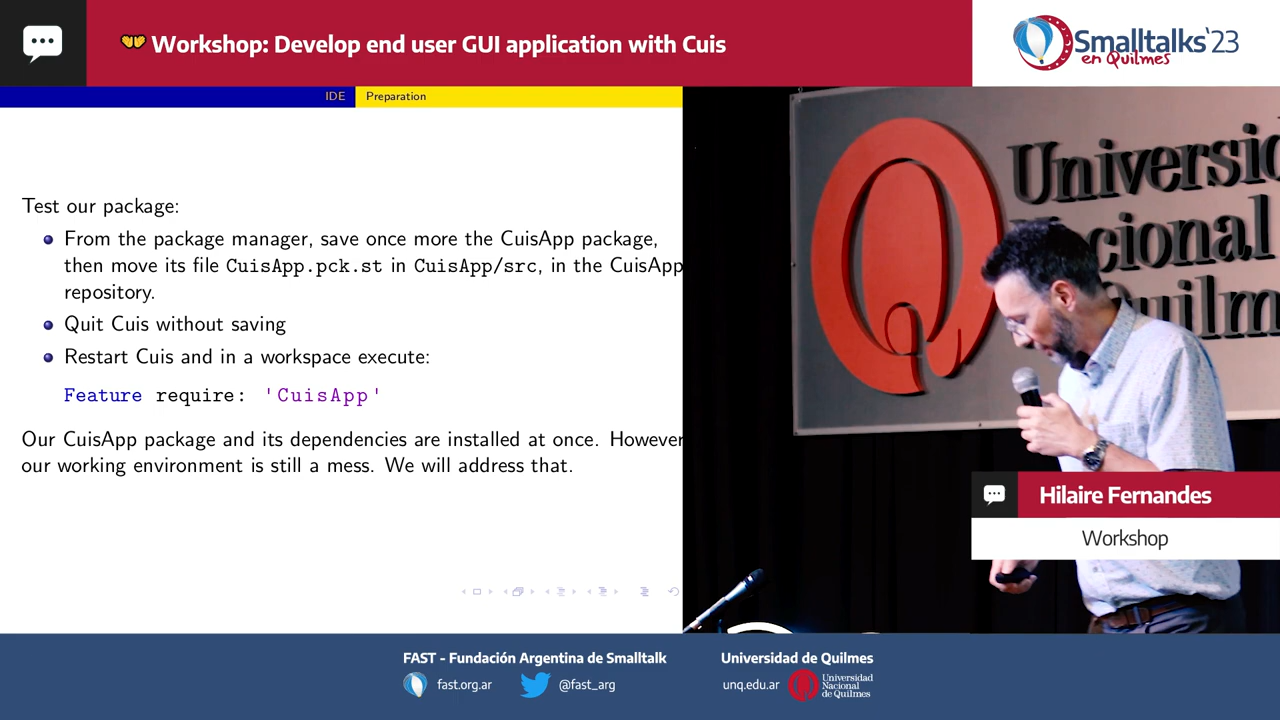 Workshop: Develop end user GUI application with Cuis
Smalltalks'23
en Quilmes
IDE
Preparation
Test our package:
From the package manager, save once more the CuisApp package,
then move its file CuisApp.pck.st in CuisApp/src, in the CuisApp
repository.
Quit Cuis without saving
Restart Cuis and in a workspace execute:
Feature require: 'CuisApp'
Our CuisApp package and its dependencies are installed at once. However
our working environment is still a mess. We will address that.
Hilaire Fernandes
Workshop
FAST - Fundación Argentina de Smalltalk
fast.org.ar
@fast_arg
Universidad de Quilmes
unq.edu.ar
Universidad
Nacional
de Quilmes